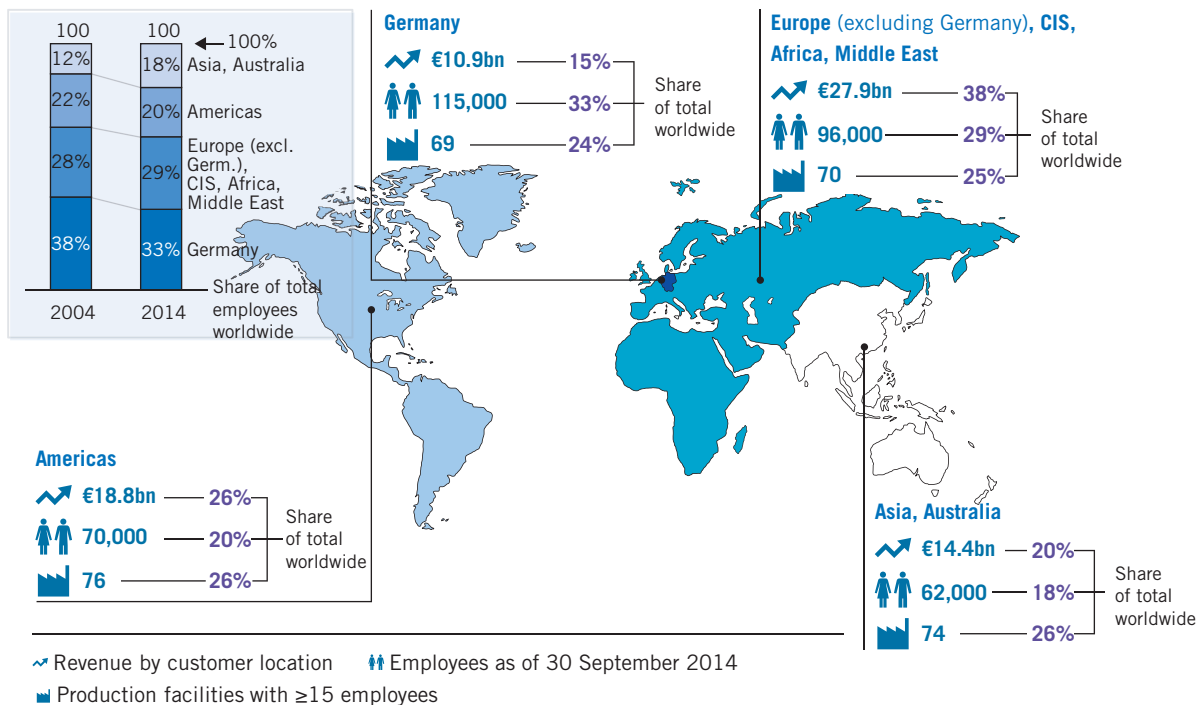 100
100
100%
12%
18%
Asia, Australia
22%
20%
Americas
28%
29%
Europe (excl.
Germ.),
CIS, Africa,
Middle East
38%
33%
Germany
2004
2014
Share of total
employees
worldwide
Germany
€10.9bn 15%
115,000 33%
69 24%
Share
of total
worldwide
Europe (excluding Germany), CIS,
Africa, Middle East
€27.9bn 38%
96,000 29%
70 25%
Share
of total
worldwide
Americas
€18.8bn 26%
70,000 20%
76 26%
Share
of total
worldwide
Asia, Australia
€14.4bn 20%
62,000 18%
74 26%
Share
of total
worldwide
Revenue by customer location
Employees as of 30 September 2014
Production facilities with ≥15 employees